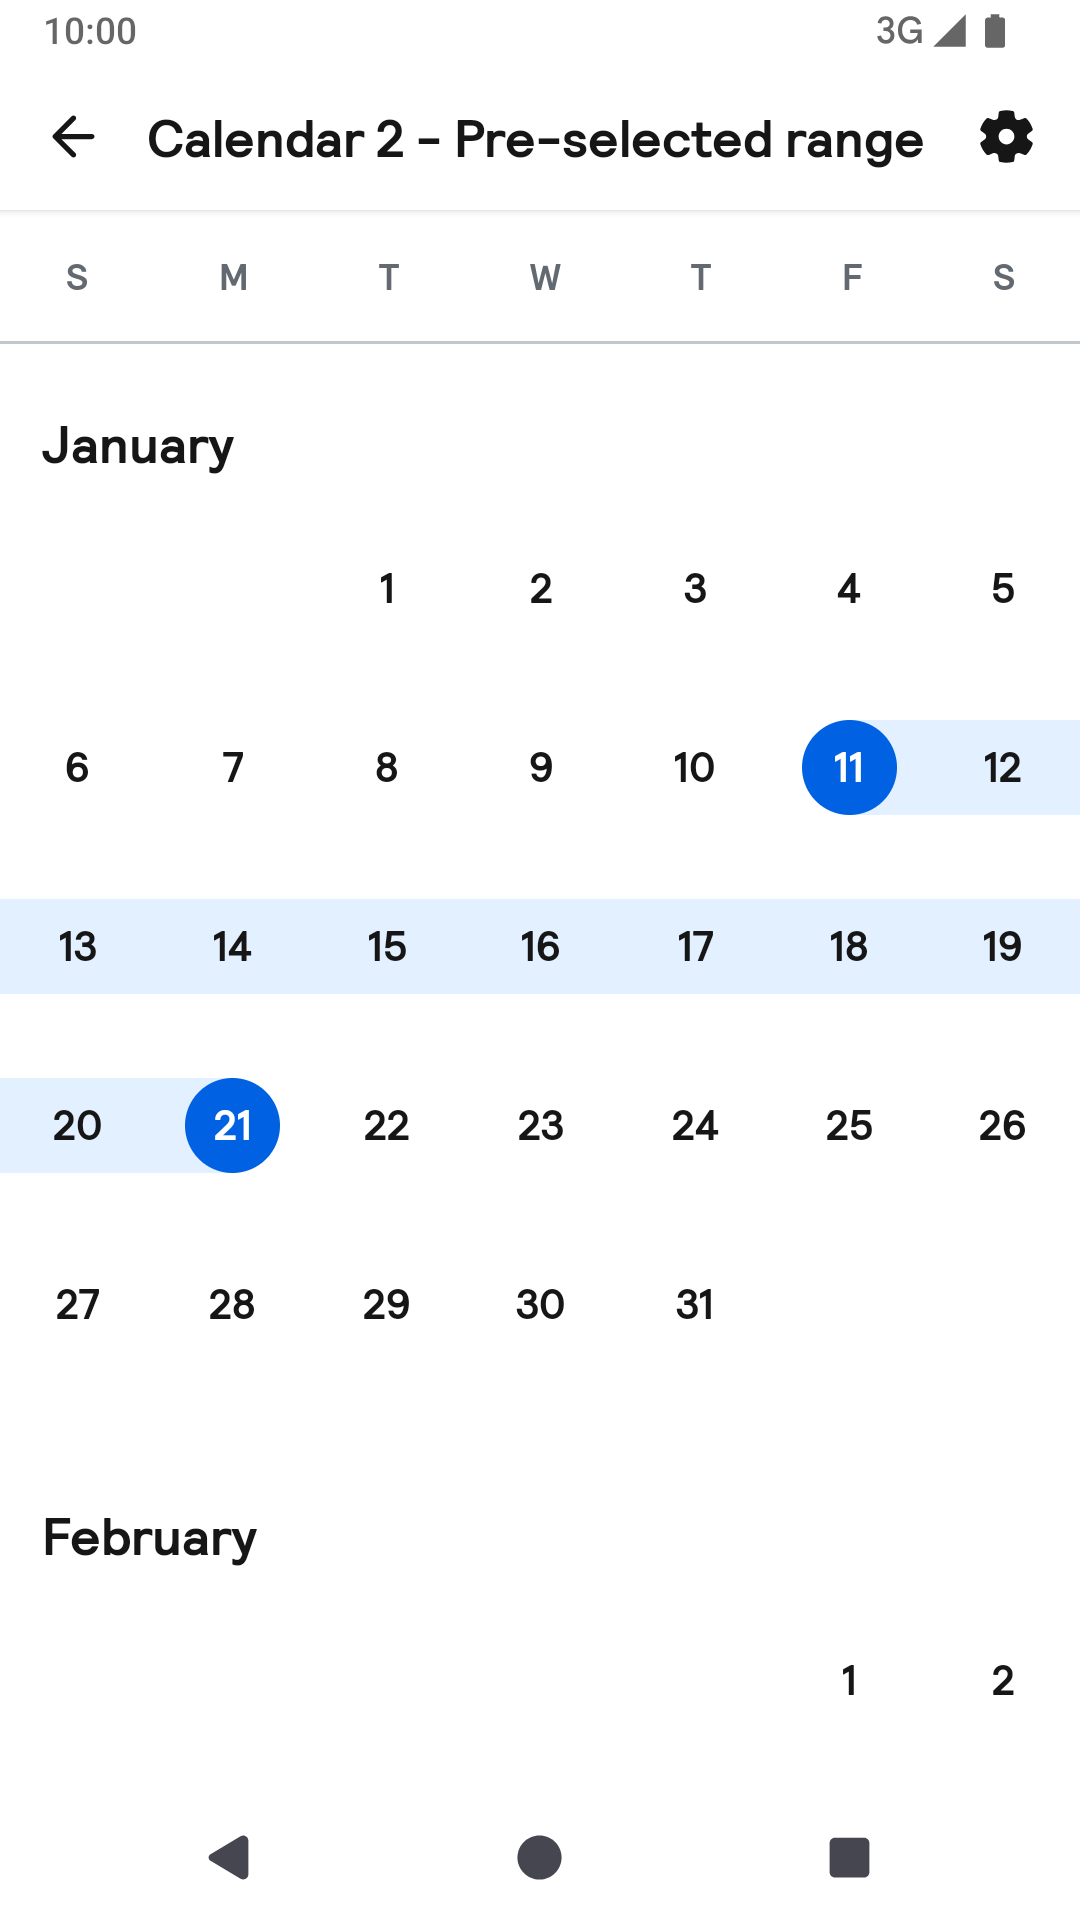 10:00 3G
Calendar 2 - Pre-selected range
S M T W T F S
January
1 2 3 4 5
6 7 8 9 10 11 12
13 14 15 16 17 18 19
20 21 22 23 24 25 26
27 28 29 30 31
February
1 2